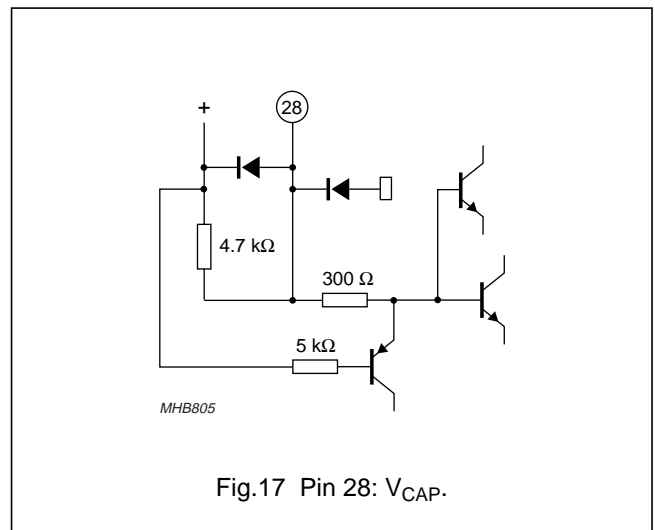 +
28
4.7 kΩ
300 Ω
5 kΩ
MHB805
Fig.17 Pin 28: VCAP.